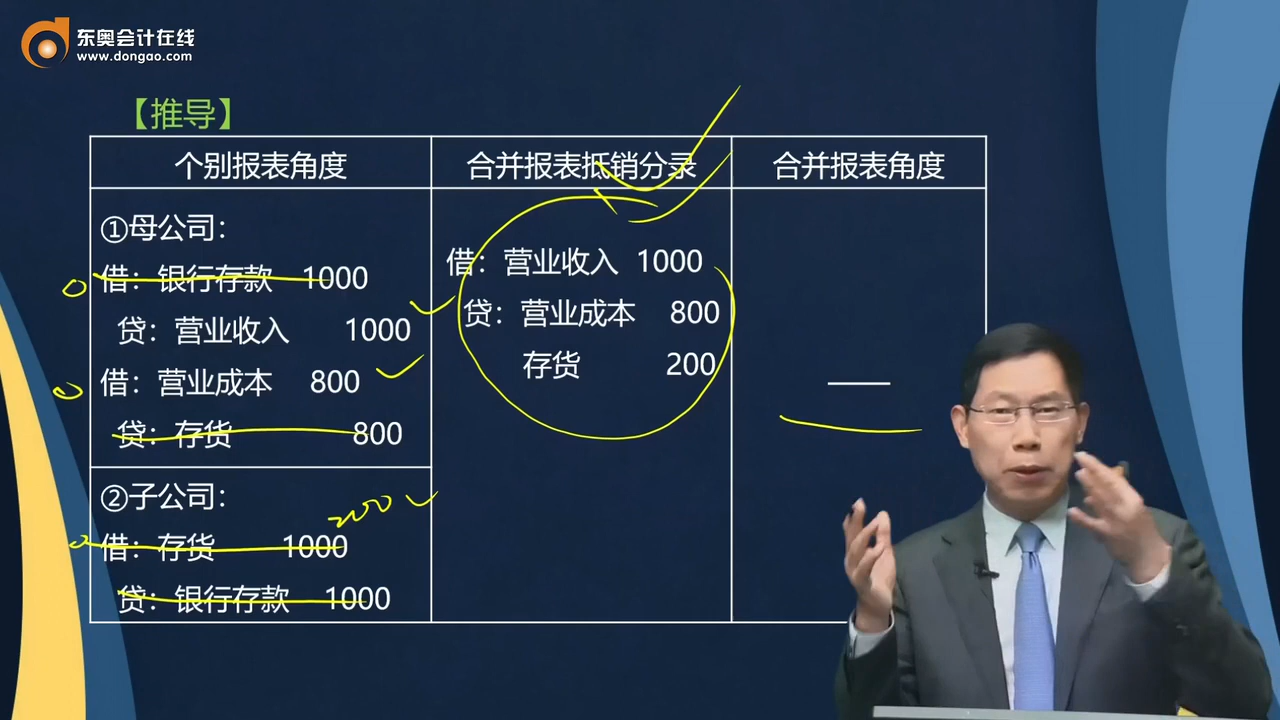 东奥会计在线
www.dongao.com
【推导】
个别报表角度 合并报表抵销分录 合并报表角度
①母公司：
借：银行存款 1000
贷：营业收入 1000
借：营业成本 800
贷：存货 800
借：营业收入 1000
贷：营业成本 800
存货 200
——
②子公司：
200
借：存货 1000
贷：银行存款 1000